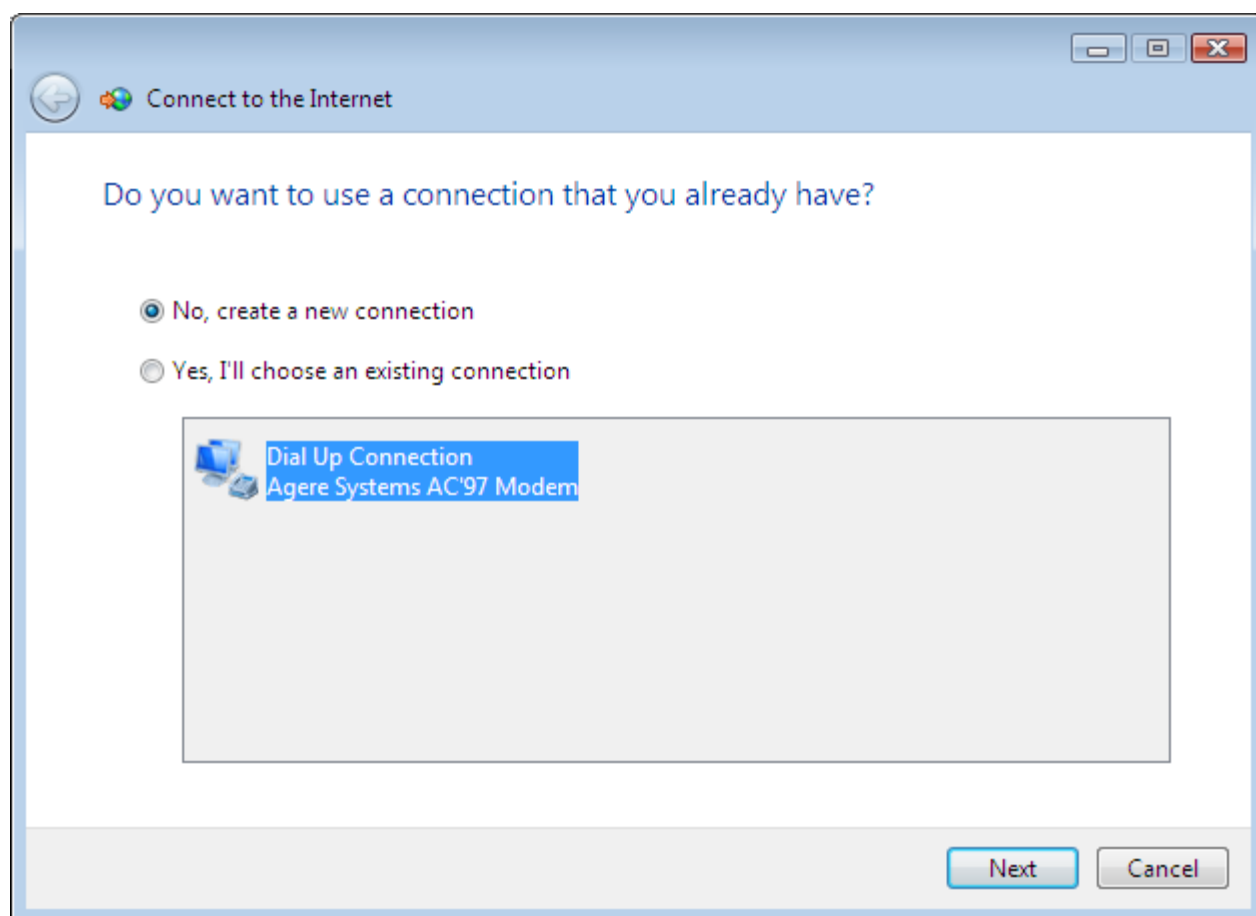 Connect to the Internet
Do you want to use a connection that you already have?
No, create a new connection
Yes, I'll choose an existing connection
Dial Up Connection
Agere Systems AC'97 Modem
Next Cancel